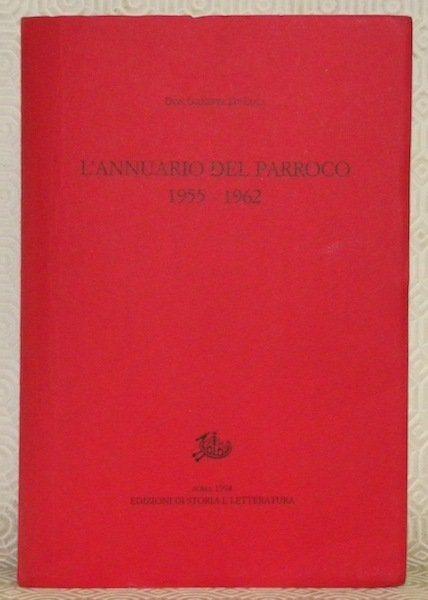 DON GIUSEPPE DE LUCA
L'ANNUARIO DEL PARROCO
1955 - 1962
ROMA 1994
EDIZIONI DI STORIA E LETTERATURA